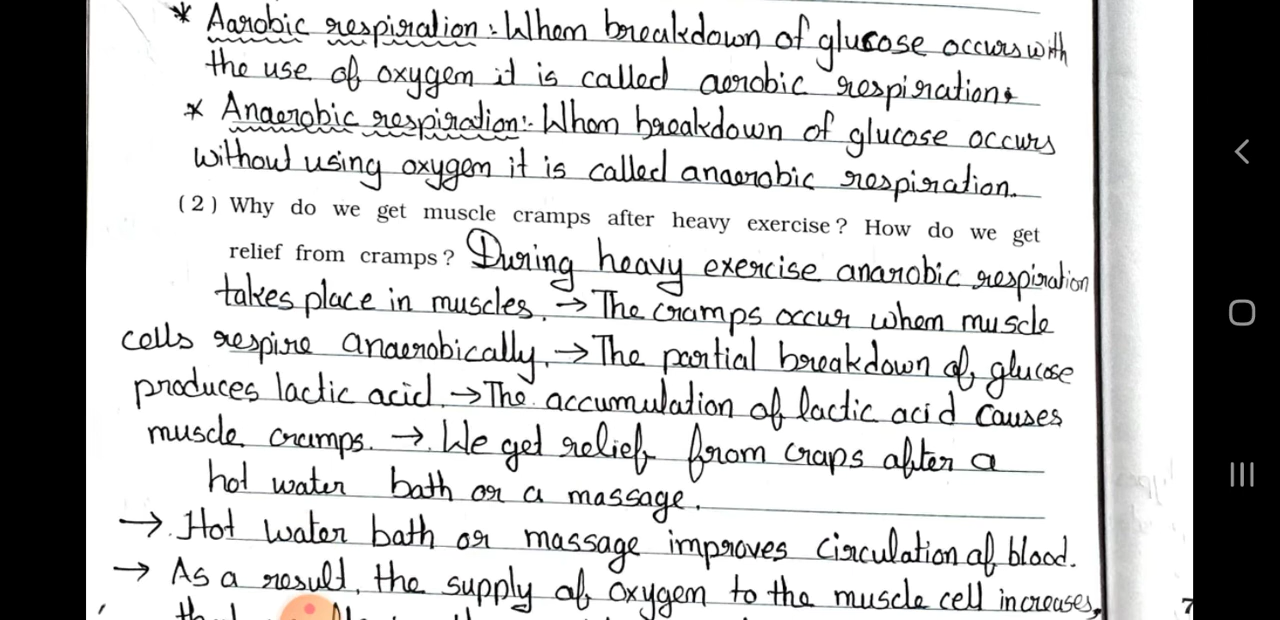 * Aarobic respiration : When breakdown of glucose occurs with
the use of oxygen it is called aerobic respiration.
* Anaerobic respiration:- When breakdown of glucose occurs
without using oxygen it is called anaerobic respiration.
(2) Why do we get muscle cramps after heavy exercise? How do we get
relief from cramps? During heavy exercise anarobic respiration
takes place in muscles. → The cramps occur when muscle
cells respire anaerobically. → The partial breakdown of glucose
produces lactic acid. → The accumulation of lactic acid causes
muscle cramps. → We get relief from craps after a
hot water bath or a massage.
→ Hot water bath or massage improves circulation of blood.
→ As a result, the supply of oxygen to the muscle cell increases,
7